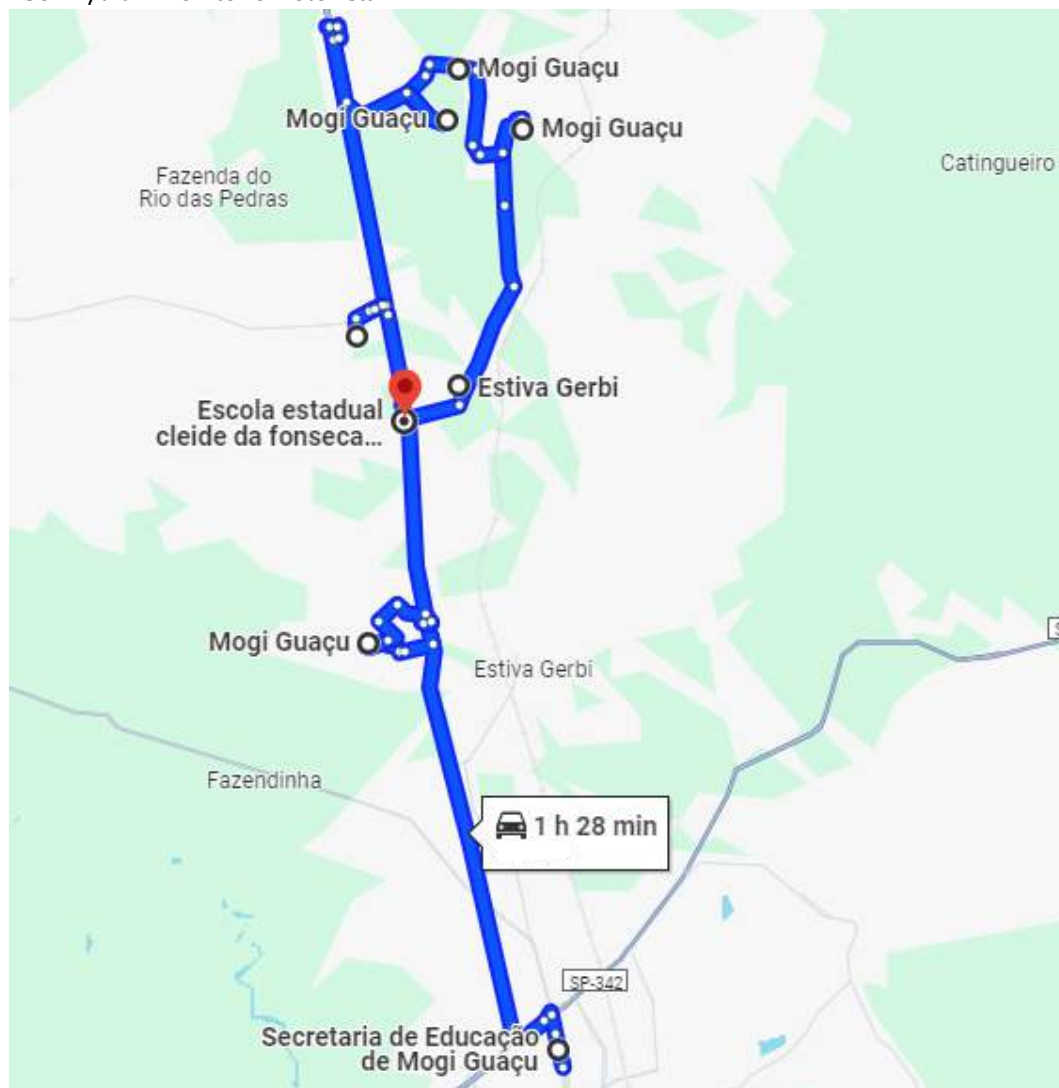 Mogi Guaçu
Mogi Guaçu
Mogi Guaçu
Catingueiro
Fazenda do
Rio das Pedras
Estiva Gerbi
Escola estadual
cleide da fonseca...
Mogi Guaçu
Estiva Gerbi
Fazendinha
1 h 28 min
SP-342
Secretaria de Educação
de Mogi Guaçu